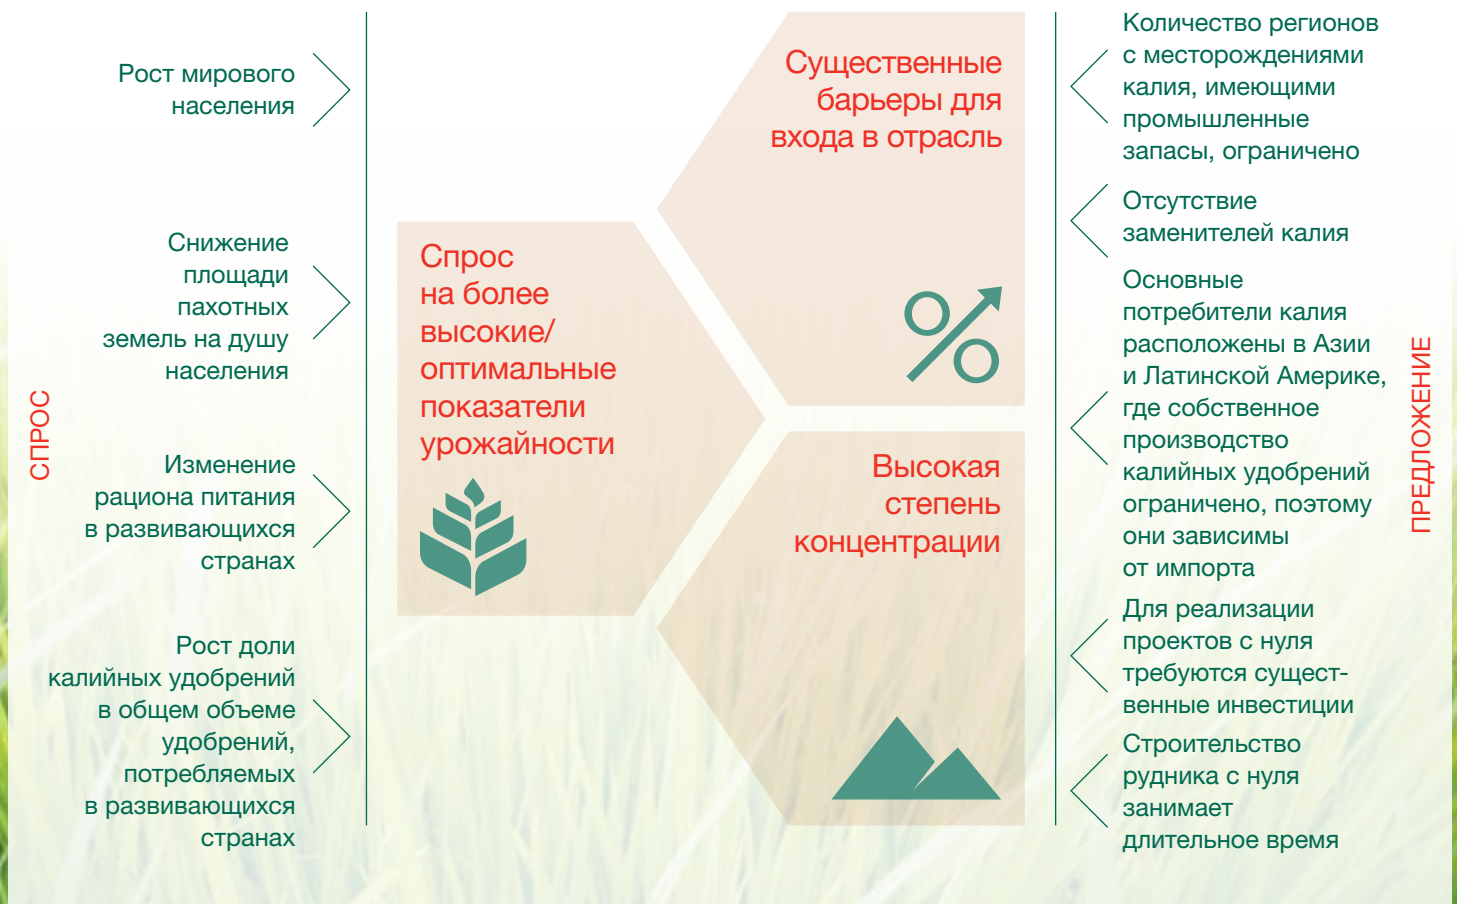 СПРОС
Рост мирового
населения
Снижение
площади
пахотных
земель на душу
населения
Изменение
рациона питания
в развивающихся
странах
Рост доли
калийных удобрений
в общем объеме
удобрений,
потребляемых
в развивающихся
странах
Спрос
на более
высокие/
оптимальные
показатели
урожайности
Существенные
барьеры для
входа в отрасль
Высокая
степень
концентрации
Количество регионов
с месторождениями
калия, имеющими
промышленные
запасы, ограничено
Отсутствие
заменителей калия
Основные
потребители калия
расположены в Азии
и Латинской Америке,
где собственное
производство
калийных удобрений
ограничено, поэтому
они зависимы
от импорта
Для реализации
проектов с нуля
требуются сущест-
венные инвестиции
Строительство
рудника с нуля
занимает
длительное время
ПРЕДЛОЖЕНИЕ